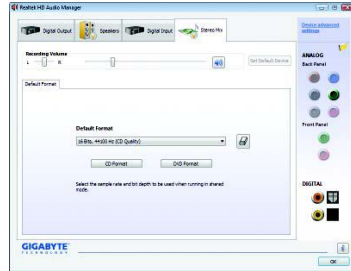 Realtek HD Audio Manager
Digital Output
Speakers
Digital Input
Stereo Mix
Device advanced settings
Recording Volume
L
R
Set Default Device
ANALOG
Back Panel
Default Format
Default Format
16 Bits, 44100 Hz (CD Quality)
CD Format
DVD Format
Select the sample rate and bit depth to be used when running in shared mode.
Front Panel
DIGITAL
GIGABYTE
TECHNOLOGY
i
OK